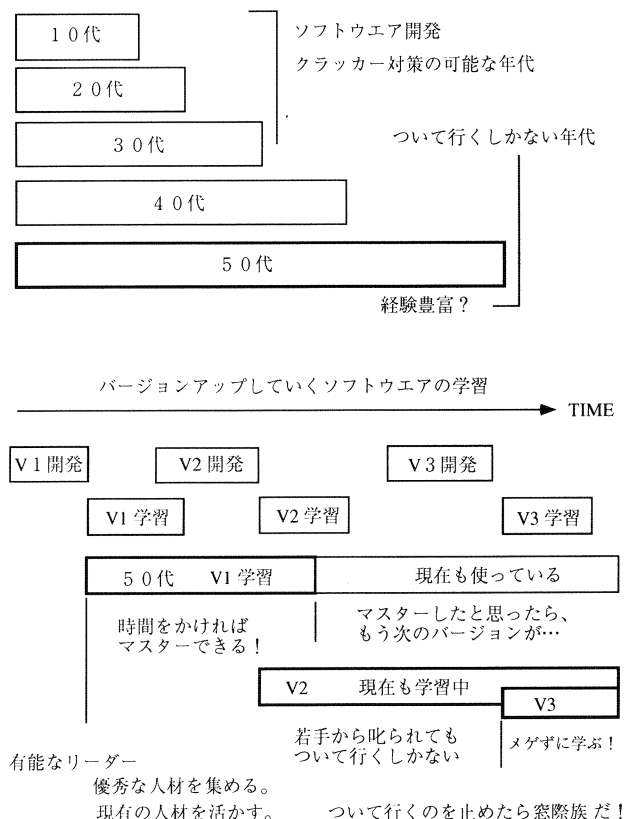 １０代
ソフトウエア開発
クラッカー対策の可能な年代
２０代
３０代
ついて行くしかない年代
４０代
５０代
経験豊富？
バージョンアップしていくソフトウエアの学習
TIME
V１開発
V2 開発
V３開発
V1 学習
V2 学習
V3 学習
５０代　V1 学習
現在も使っている
時間をかければ
マスターできる！
マスターしたと思ったら、
もう次のバージョンが…
V2　現在も学習中
V3
若手から叱られても
ついて行くしかない
メゲずに学ぶ！
有能なリーダー
優秀な人材を集める。
現有の人材を活かす。
ついて行くのを止めたら窓際族 だ！